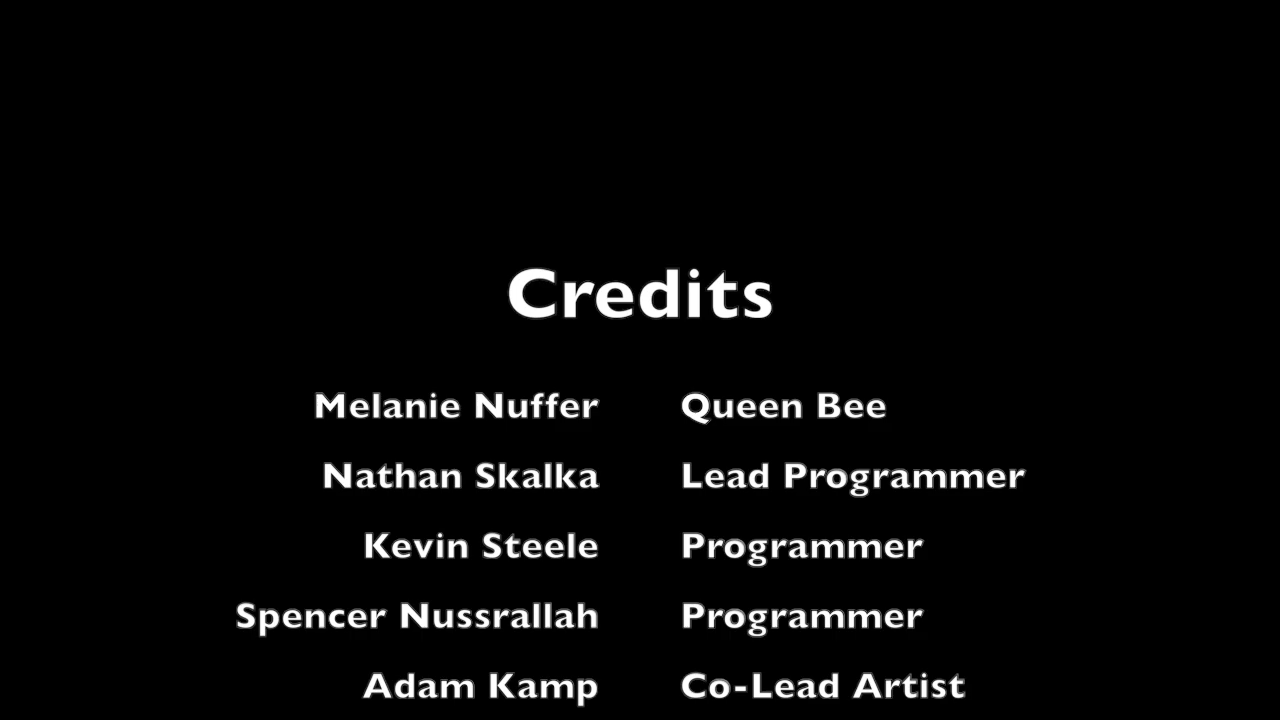 Credits
Melanie Nuffer Queen Bee
Nathan Skalka Lead Programmer
Kevin Steele Programmer
Spencer Nussrallah Programmer
Adam Kamp Co-Lead Artist